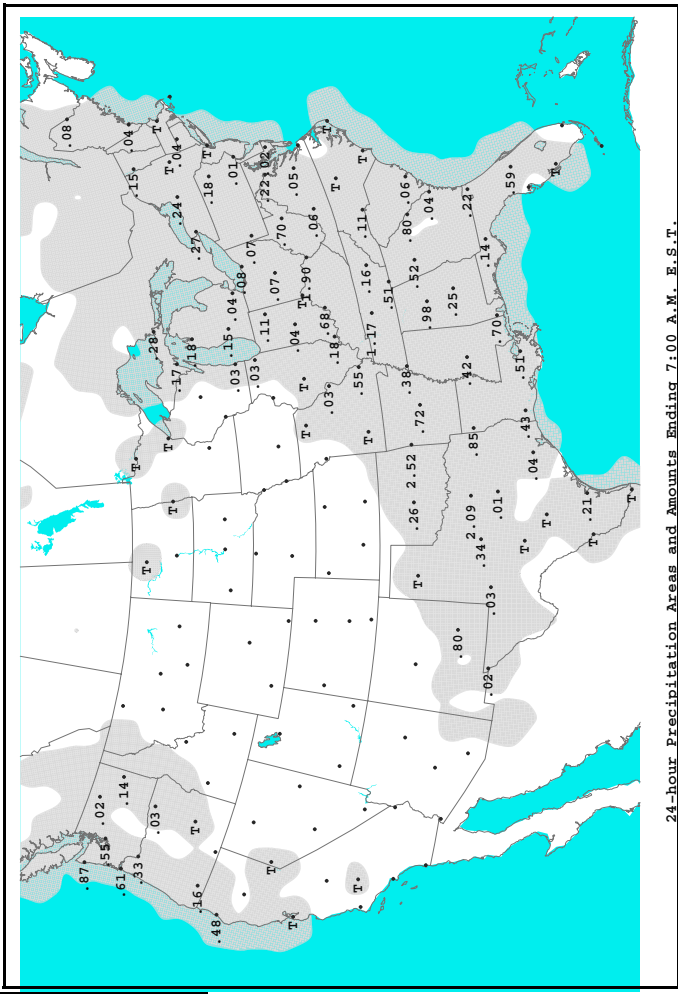 .08
.87
.02
.55
.61
.14
.04
.15
T
.33
T
.28
.03
T
T
T
T
.17
.24
.04
.18
T
.27
.16
T
.18
.48
.15
.04
.03
.01
.08
.07
.03
.11
.22
.02
T
.07
.70
T
.05
.04
T
T
1.90
T
.06
.68
T
.03
.18
T
T
.55
T
.11
.16
T
1.17
.51
.38
.06
.80
2.52
.26
.52
T
.72
.98
.04
.25
.80
.42
.22
2.09
.85
.34
.14
.02
.03
.01
.70
.59
.51
T
.43
.04
T
T
.21
T
T
24-hour Precipitation Areas and Amounts Ending 7:00 A.M. E.S.T.